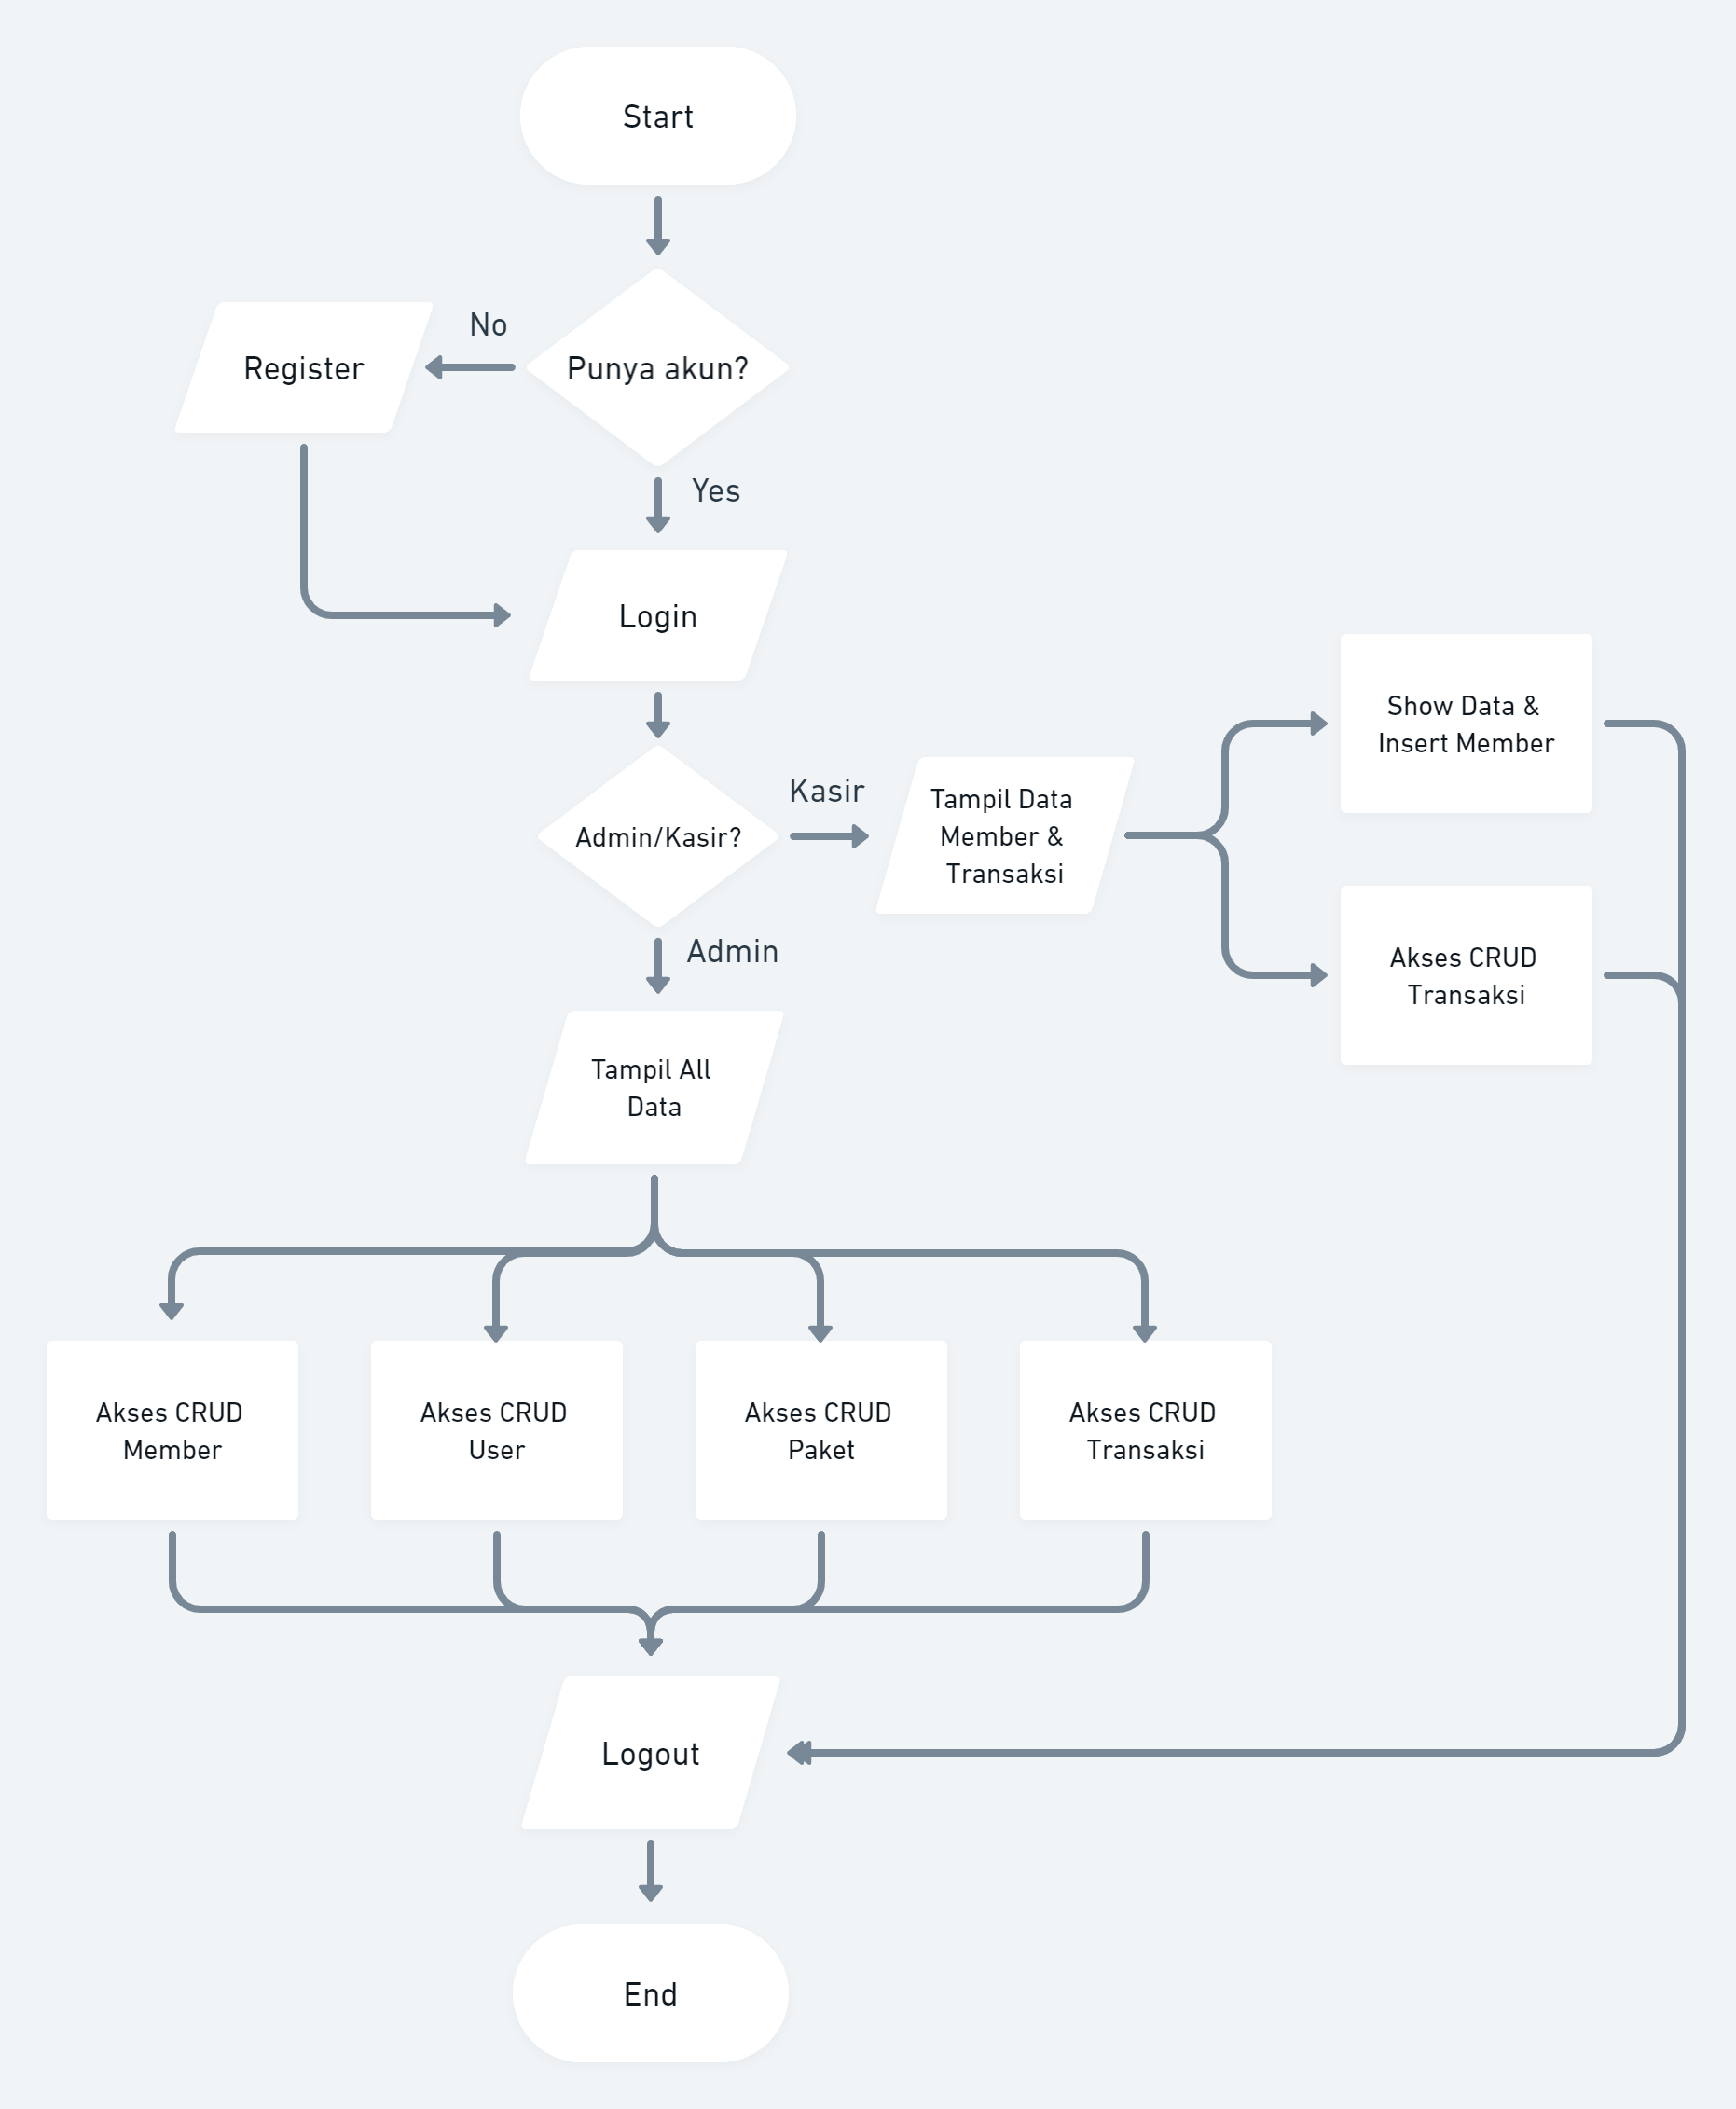 Start
No
Register
Punya akun?
Yes
Login
Show Data &
Insert Member
Kasir
Tampil Data
Member &
Transaksi
Admin/Kasir?
Admin
Akses CRUD
Transaksi
Tampil All
Data
Akses CRUD
Member
Akses CRUD
User
Akses CRUD
Paket
Akses CRUD
Transaksi
Logout
End